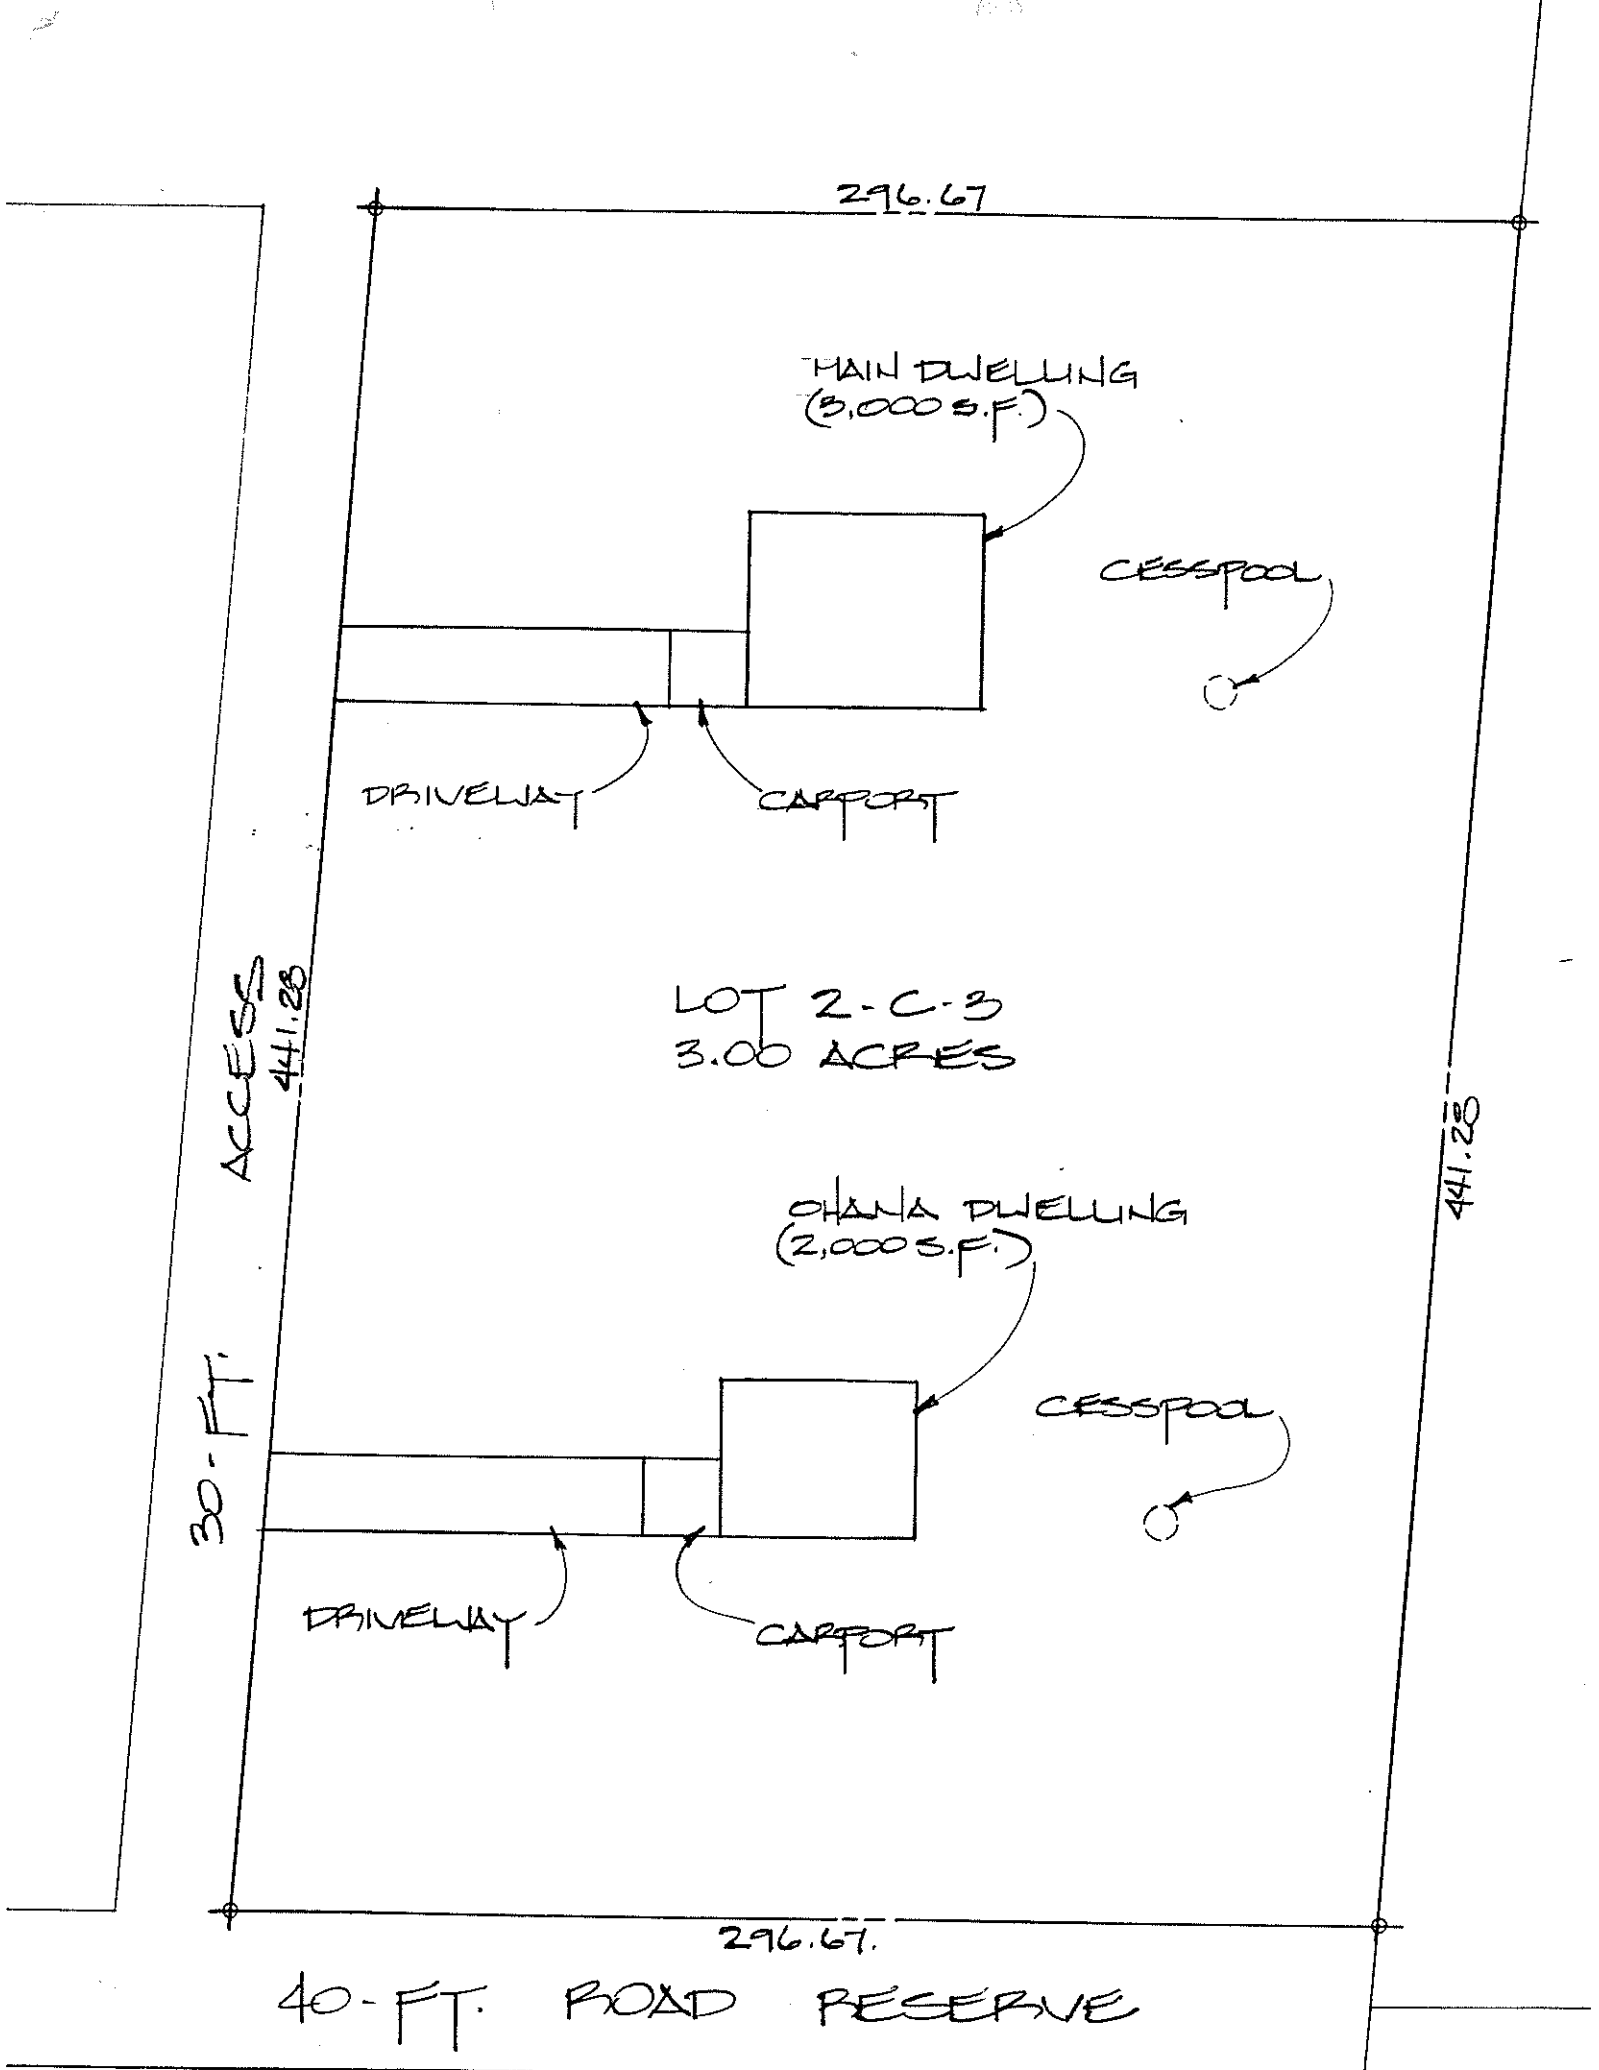 296.67
MAIN DWELLING
(3,000 S.F.)
CESSPOOL
DRIVEWAY
CARPORT
ACCESS
441.28
LOT 2-C-3
3.00 ACRES
441.28
OHANA DWELLING
(2,000 S.F.)
30-FT.
CESSPOOL
DRIVEWAY
CARPORT
296.67.
40-FT. ROAD RESERVE